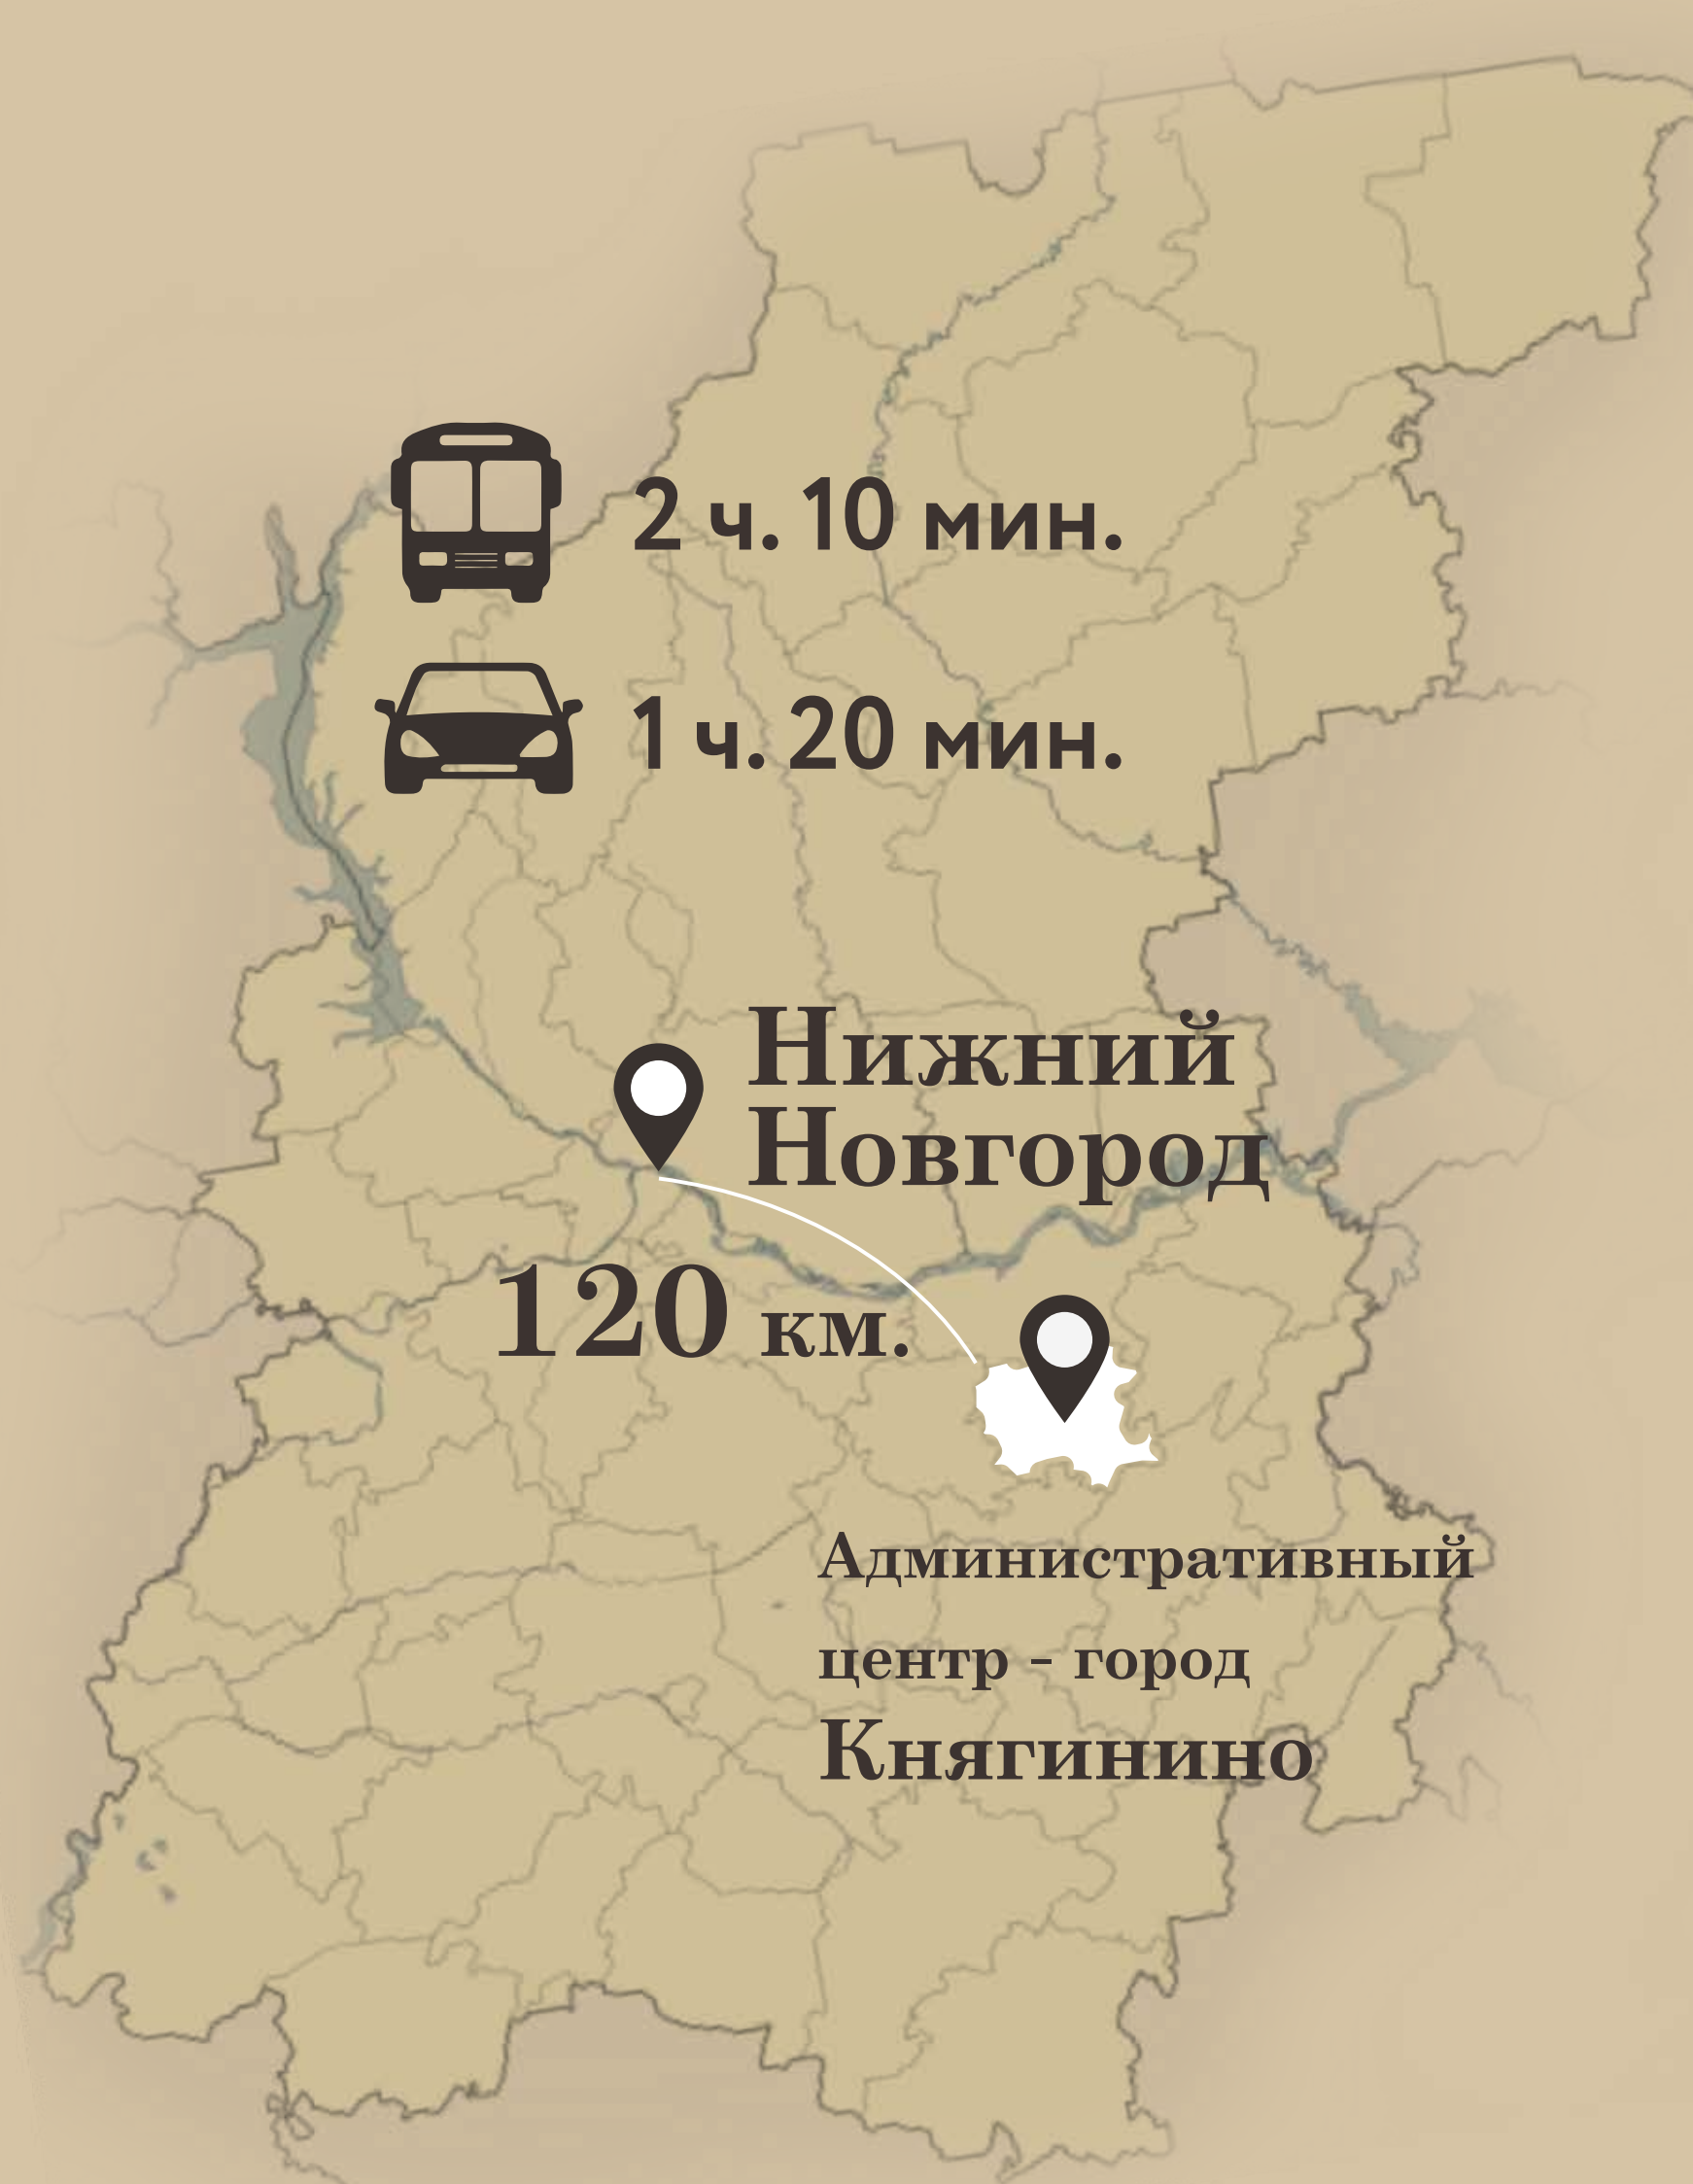 2 ч. 10 мин.
1 ч. 20 мин.
Нижний
Новгород
120 км.
Административный
центр - город
Княгинино